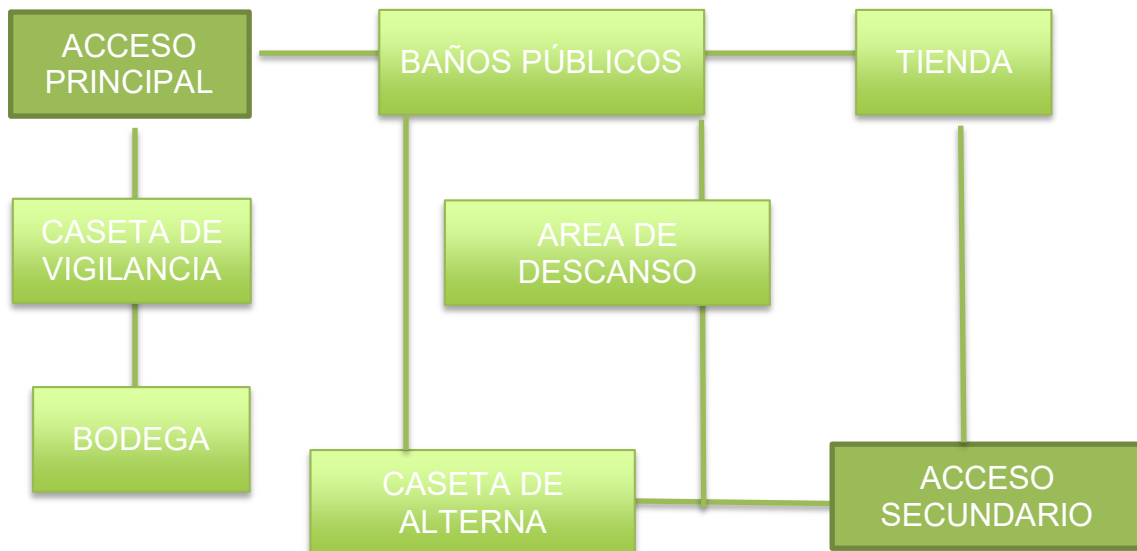 ACCESO
PRINCIPAL
BAÑOS PÚBLICOS
TIENDA
CASETA DE
VIGILANCIA
AREA DE
DESCANSO
BODEGA
CASETA DE
ALTERNA
ACCESO
SECUNDARIO